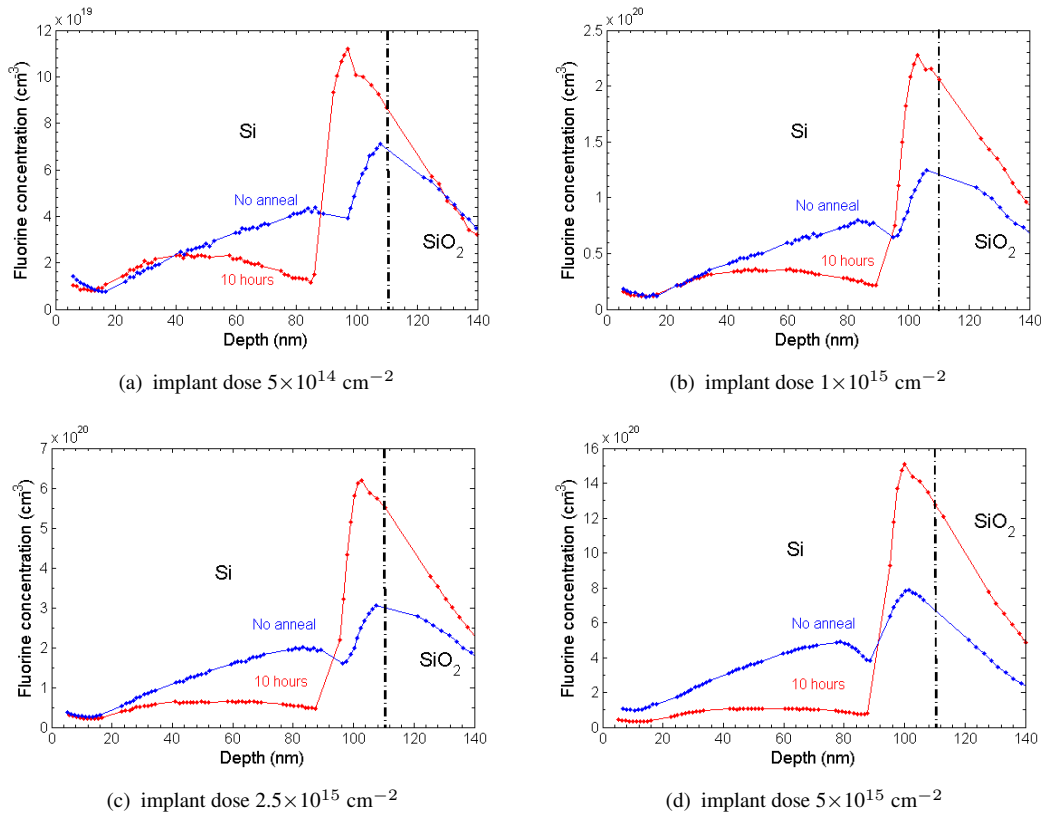 × 10^19
12
10
8
6
4
2
0
Fluorine concentration (cm^-3)
Si
No anneal
10 hours
SiO₂
0 20 40 60 80 100 120 140
Depth (nm)
(a) implant dose 5×10^14 cm^−2
× 10^20
2.5
2
1.5
1
0.5
0
Fluorine concentration (cm^-3)
Si
No anneal
10 hours
SiO₂
0 20 40 60 80 100 120 140
Depth (nm)
(b) implant dose 1×10^15 cm^−2
× 10^20
7
6
5
4
3
2
1
0
Fluorine concentration (cm^-3)
Si
No anneal
SiO₂
10 hours
0 20 40 60 80 100 120 140
Depth (nm)
(c) implant dose 2.5×10^15 cm^−2
× 10^20
16
14
12
10
8
6
4
2
0
Fluorine concentration (cm^-3)
SiO₂
Si
No anneal
10 hours
0 20 40 60 80 100 120 140
Depth (nm)
(d) implant dose 5×10^15 cm^−2